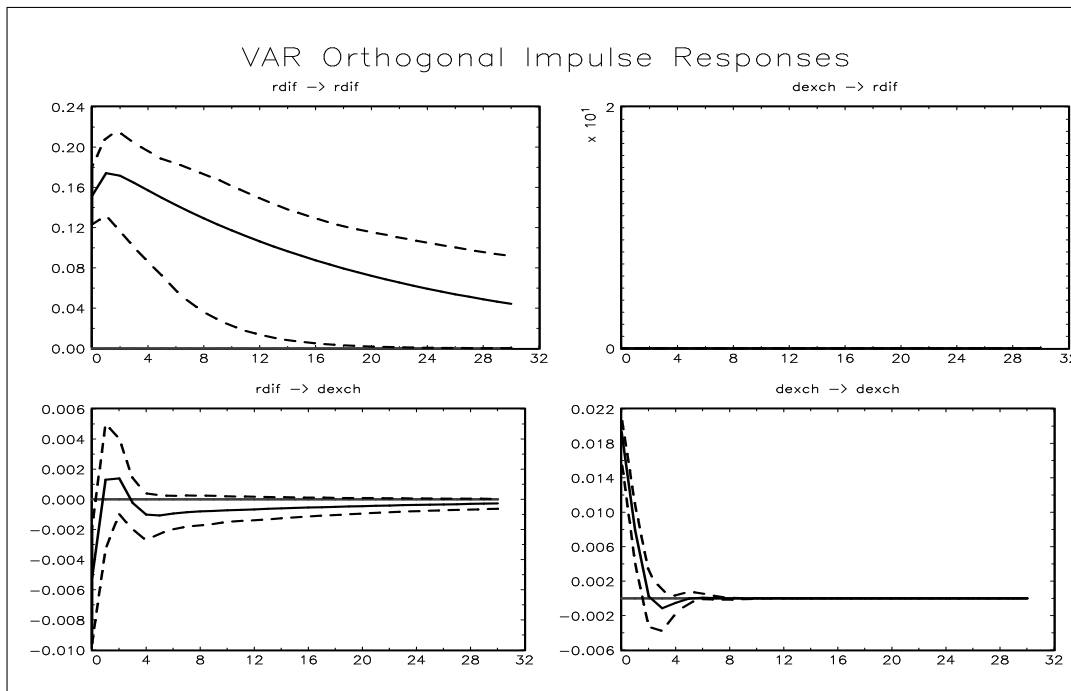 VAR Orthogonal Impulse Responses
rdif -> rdif
0.24
0.20
0.16
0.12
0.08
0.04
0.00
0 4 8 12 16 20 24 28 32
dexch -> rdif
x 10¹
2
0
0 4 8 12 16 20 24 28 32
rdif -> dexch
0.006
0.004
0.002
0.000
-0.002
-0.004
-0.006
-0.008
-0.010
0 4 8 12 16 20 24 28 32
dexch -> dexch
0.022
0.018
0.014
0.010
0.006
0.002
-0.002
-0.006
0 4 8 12 16 20 24 28 32